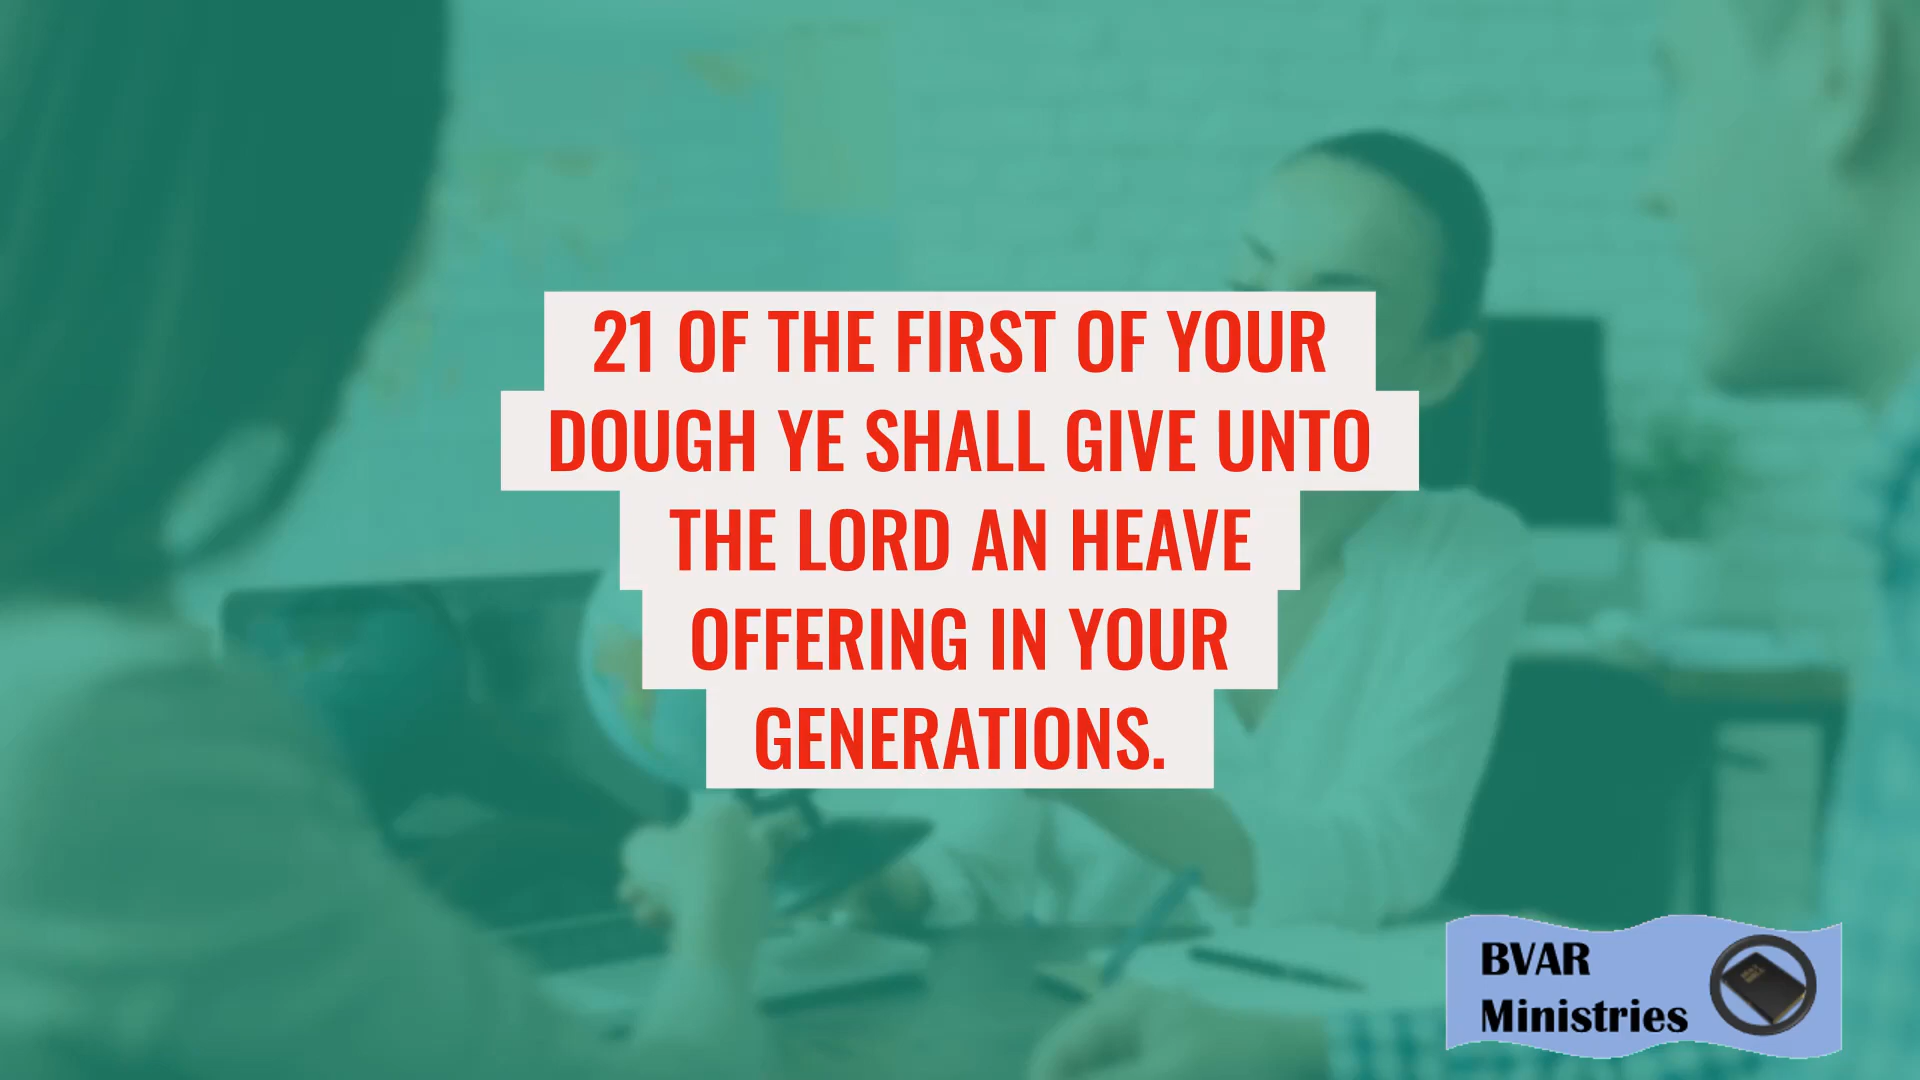 21 OF THE FIRST OF YOUR
DOUGH YE SHALL GIVE UNTO
THE LORD AN HEAVE
OFFERING IN YOUR
GENERATIONS.
BVAR
Ministries